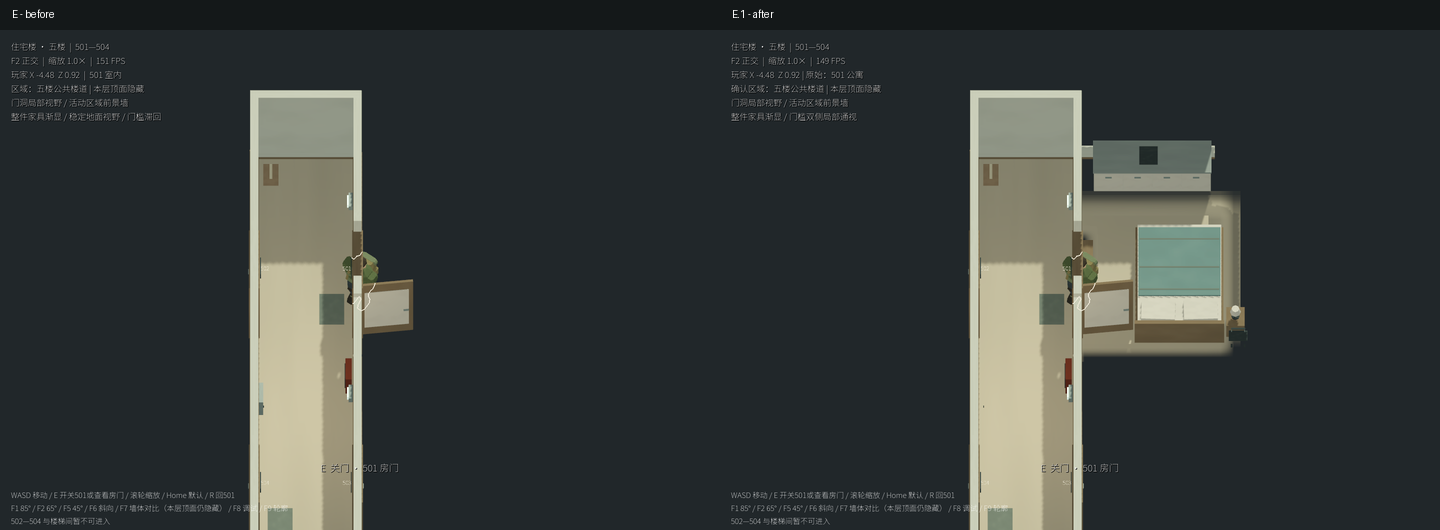 E - before
住宅楼 · 五楼 | 501—504
F2 正交 | 缩放 1.0× | 151 FPS
玩家 X -4.48 Z 0.92 | 501 室内
区域：五楼公共楼道 | 本层顶面隐藏
门洞局部视野 / 活动区域前景墙
整件家具渐显 / 稳定地面视野 / 门槛滞回
E 关门 · 501 房门
WASD 移动 / E 开关501或查看房门 / 滚轮缩放 / Home 默认 / R 回501
F1 85° / F2 65° / F5 45° / F6 斜向 / F7 墙体对比（本层顶面仍隐藏） / F8 调试
502—504 与楼梯间暂不可进入
E.1 - after
住宅楼 · 五楼 | 501—504
F2 正交 | 缩放 1.0× | 149 FPS
玩家 X -4.48 Z 0.92 | 原始：501 公寓
确认区域：五楼公共楼道 | 本层顶面隐藏
门洞局部视野 / 活动区域前景墙
整件家具渐显 / 门槛双侧局部通视
E 关门 · 501 房门
WASD 移动 / E 开关501或查看房门 / 滚轮缩放 / Home 默认 / R 回501
F1 85° / F2 65° / F5 45° / F6 斜向 / F7 墙体对比（本层顶面仍隐藏） / F8 调试
502—504 与楼梯间暂不可进入